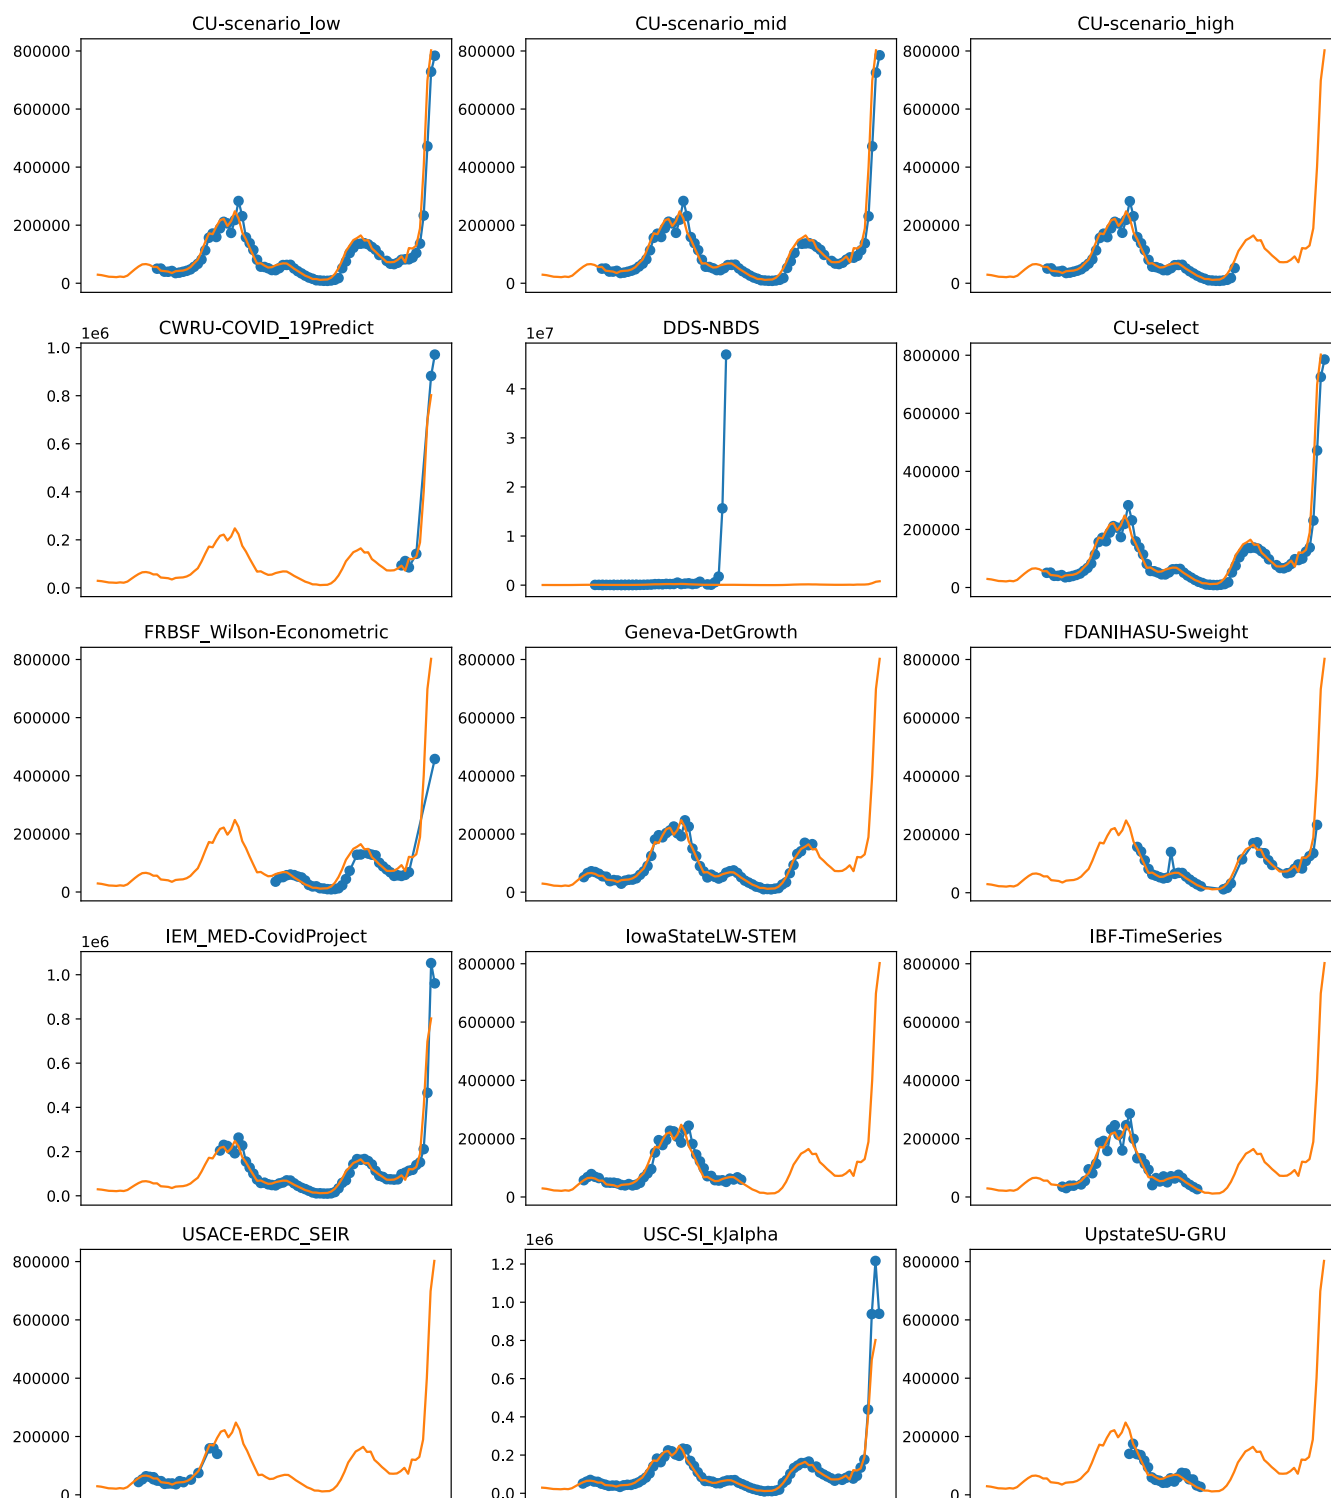 CU-scenario_low CU-scenario_mid CU-scenario_high
800000 800000 800000
600000 600000 600000
400000 400000 400000
200000 200000 200000
0 0 0
CWRU-COVID_19Predict DDS-NBDS CU-select
1e6 1e7
1.0 4 800000
0.8 3 600000
0.6 2 400000
0.4 1 200000
0.2 0 0
0.0
FRBSF_Wilson-Econometric Geneva-DetGrowth FDANIHASU-Sweight
800000 800000 800000
600000 600000 600000
400000 400000 400000
200000 200000 200000
0 0 0
IEM_MED-CovidProject IowaStateLW-STEM IBF-TimeSeries
1e6
1.0 800000 800000
0.8 600000 600000
0.6 400000 400000
0.4 200000 200000
0.2 0 0
0.0
USACE-ERDC_SEIR USC-SI_kJalpha UpstateSU-GRU
1e6
800000 1.2 800000
600000 1.0 600000
400000 0.8 400000
200000 0.6 200000
0 0.4 0
0.2
0.0